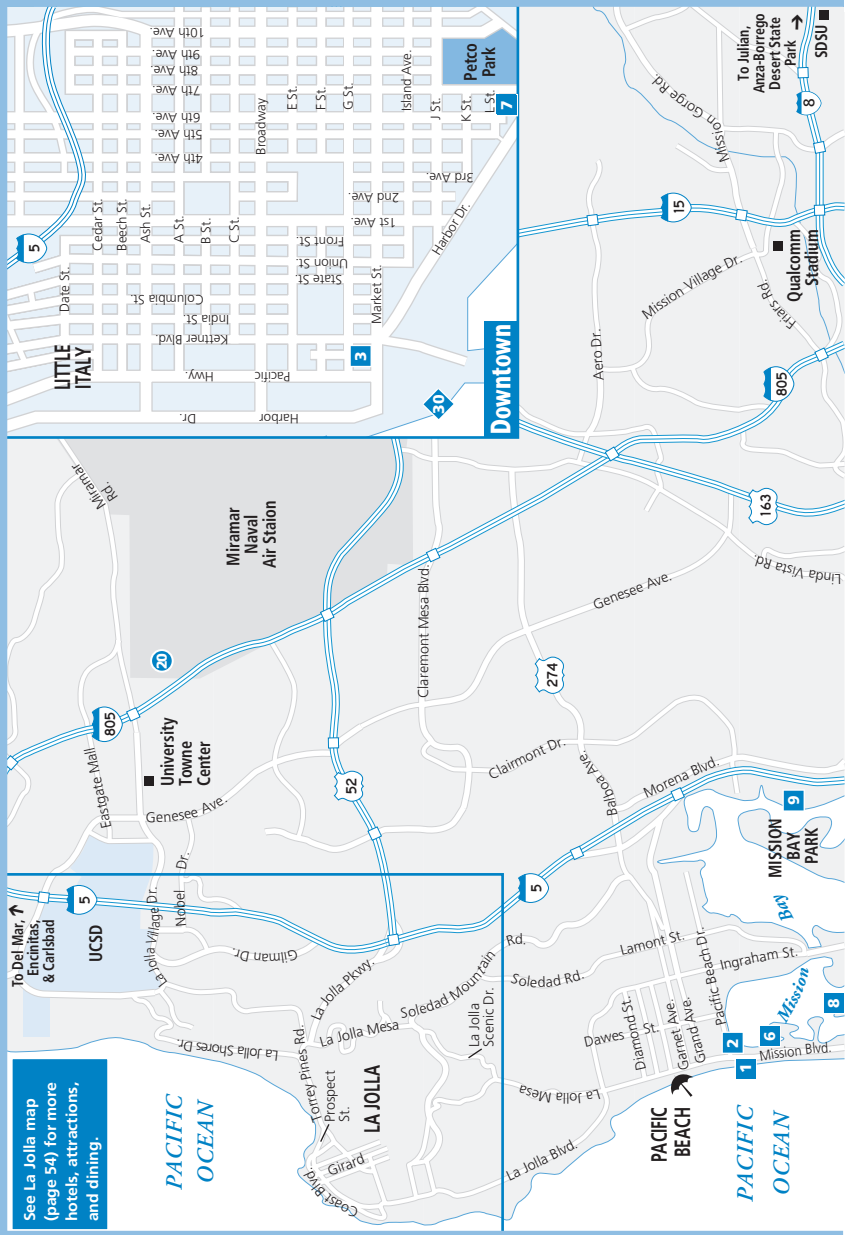 See La Jolla map
(page 54) for more
hotels, attractions,
and dining.
To Del Mar,
Encinitas,
& Carlsbad
5
UCSD
PACIFIC
OCEAN
La Jolla Shores Dr.
La Jolla Village Dr.
Nobel Dr.
Gilman Dr.
La Jolla Pkwy.
Torrey Pines Rd.
Prospect
St.
LA JOLLA
Girard
Coast Blvd.
La Jolla Mesa
Soledad Mountain Rd.
La Jolla
Scenic Dr.
Soledad Rd.
La Jolla Mesa
La Jolla Blvd.
Eastgate Mall
Genesee Ave.
University
Towne
Center
805
20
Miramar
Rd.
Miramar
Naval
Air Staion
52
Claremont Mesa Blvd.
Clairmont Dr.
274
Genesee Ave.
Balboa Ave.
Morena Blvd.
5
Lamont St.
Ingraham St.
Pacific Beach Dr.
Dawes St.
Diamond St.
Garnet Ave.
Grand Ave.
PACIFIC
BEACH
PACIFIC
OCEAN
1
2
6
8
9
Mission Blvd.
Mission
Bay
MISSION
BAY
PARK
Linda Vista Rd.
163
805
Aero Dr.
Mission Village Dr.
Friars Rd.
Qualcomm
Stadium
15
Mission Gorge Rd.
8
To Julian,
Anza-Borrego
Desert State
Park
SDSU
Downtown
5
LITTLE
ITALY
Date St.
Cedar St.
Beech St.
Ash St.
A St.
B St.
C St.
Broadway
E St.
F St.
G St.
Market St.
Island Ave.
J St.
K St.
L St.
Harbor Dr.
Pacific Hwy.
Kettner Blvd.
India St.
Columbia St.
State St.
Union St.
Front St.
1st Ave.
2nd Ave.
3rd Ave.
4th Ave.
5th Ave.
6th Ave.
7th Ave.
8th Ave.
9th Ave.
10th Ave.
Harbor Dr.
Petco
Park
3
7
30